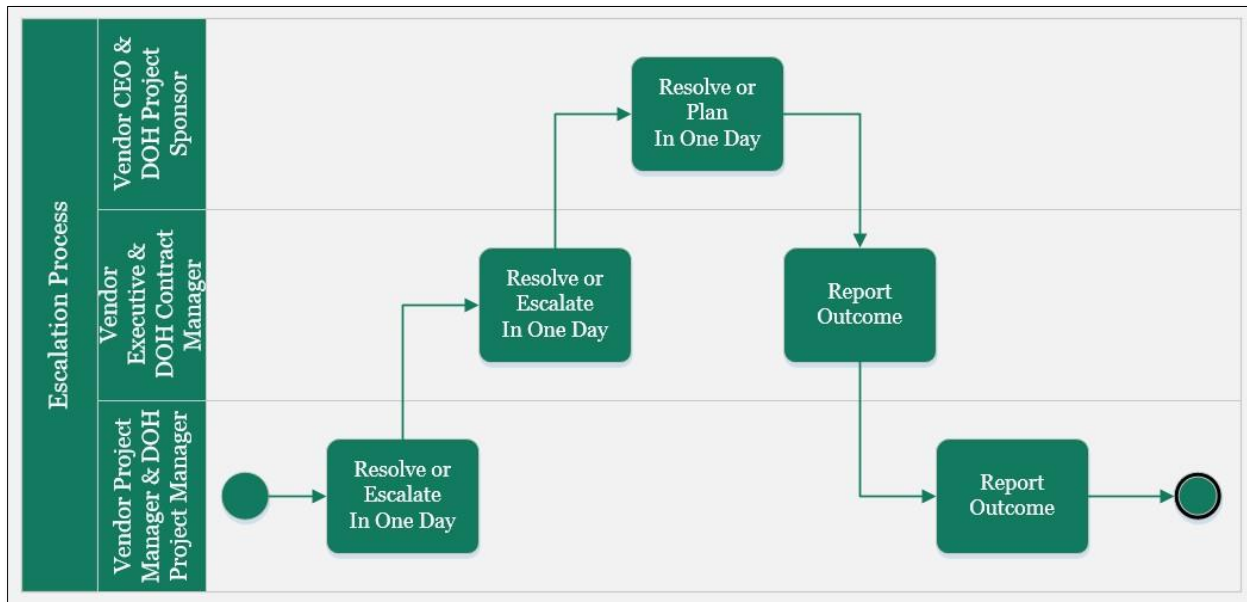 Escalation Process
Vendor CEO &
DOH Project
Sponsor
Resolve or
Plan
In One Day
Vendor
Executive &
DOH Contract
Manager
Resolve or
Escalate
In One Day
Report
Outcome
Vendor Project
Manager & DOH
Project Manager
Resolve or
Escalate
In One Day
Report
Outcome